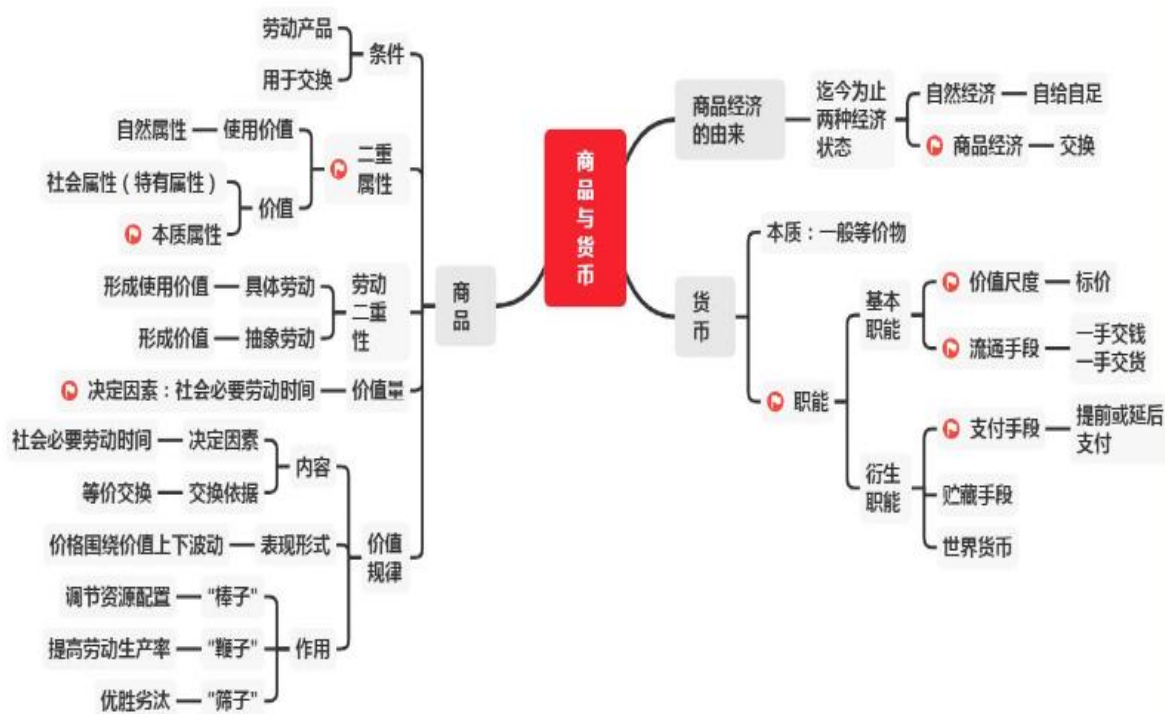 商品与货币
商品经济
的由来
迄今为止
两种经济
状态
自然经济
自给自足
商品经济
交换
货币
本质：一般等价物
职能
基本
职能
价值尺度
标价
流通手段
一手交钱
一手交货
衍生
职能
支付手段
提前或延后
支付
贮藏手段
世界货币
商品
条件
劳动产品
用于交换
二重
属性
使用价值
自然属性
价值
社会属性（特有属性）
本质属性
劳动
二重
性
具体劳动
形成使用价值
抽象劳动
形成价值
价值量
决定因素：社会必要劳动时间
价值
规律
内容
决定因素
社会必要劳动时间
交换依据
等价交换
表现形式
价格围绕价值上下波动
作用
"棒子"
调节资源配置
"鞭子"
提高劳动生产率
"筛子"
优胜劣汰